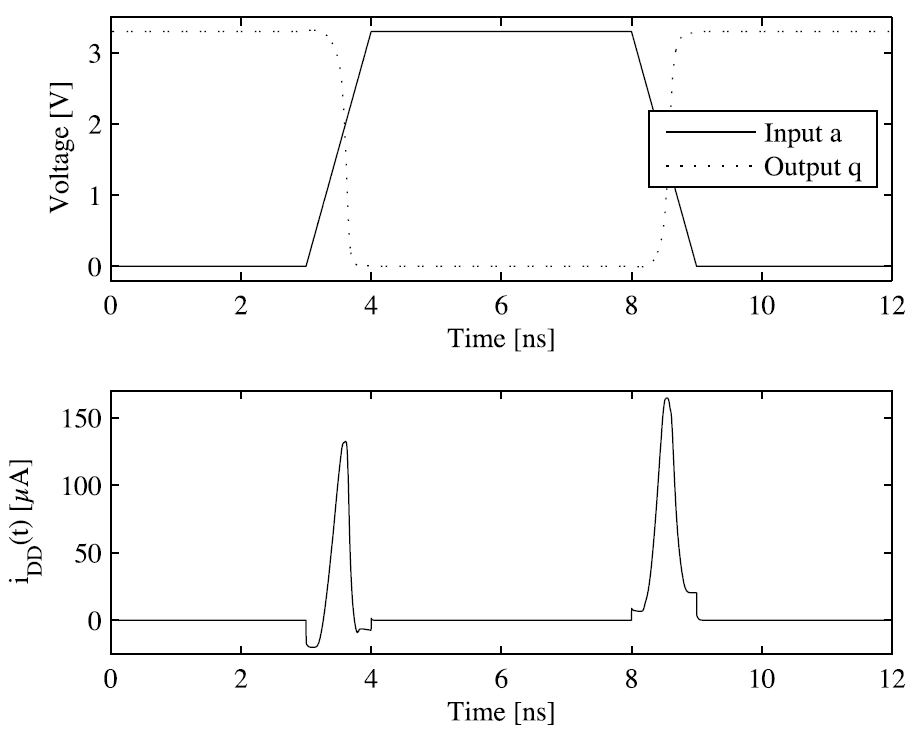 3
2
1
0
Voltage [V]
Input a
Output q
0 2 4 6 8 10 12
Time [ns]
150
100
50
0
i_DD(t) [µA]
0 2 4 6 8 10 12
Time [ns]